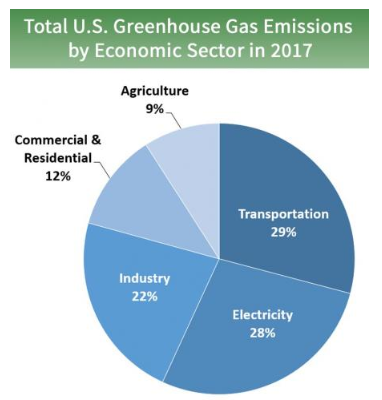 Total U.S. Greenhouse Gas Emissions
by Economic Sector in 2017
Agriculture
9%
Commercial &
Residential
12%
Transportation
29%
Industry
22%
Electricity
28%